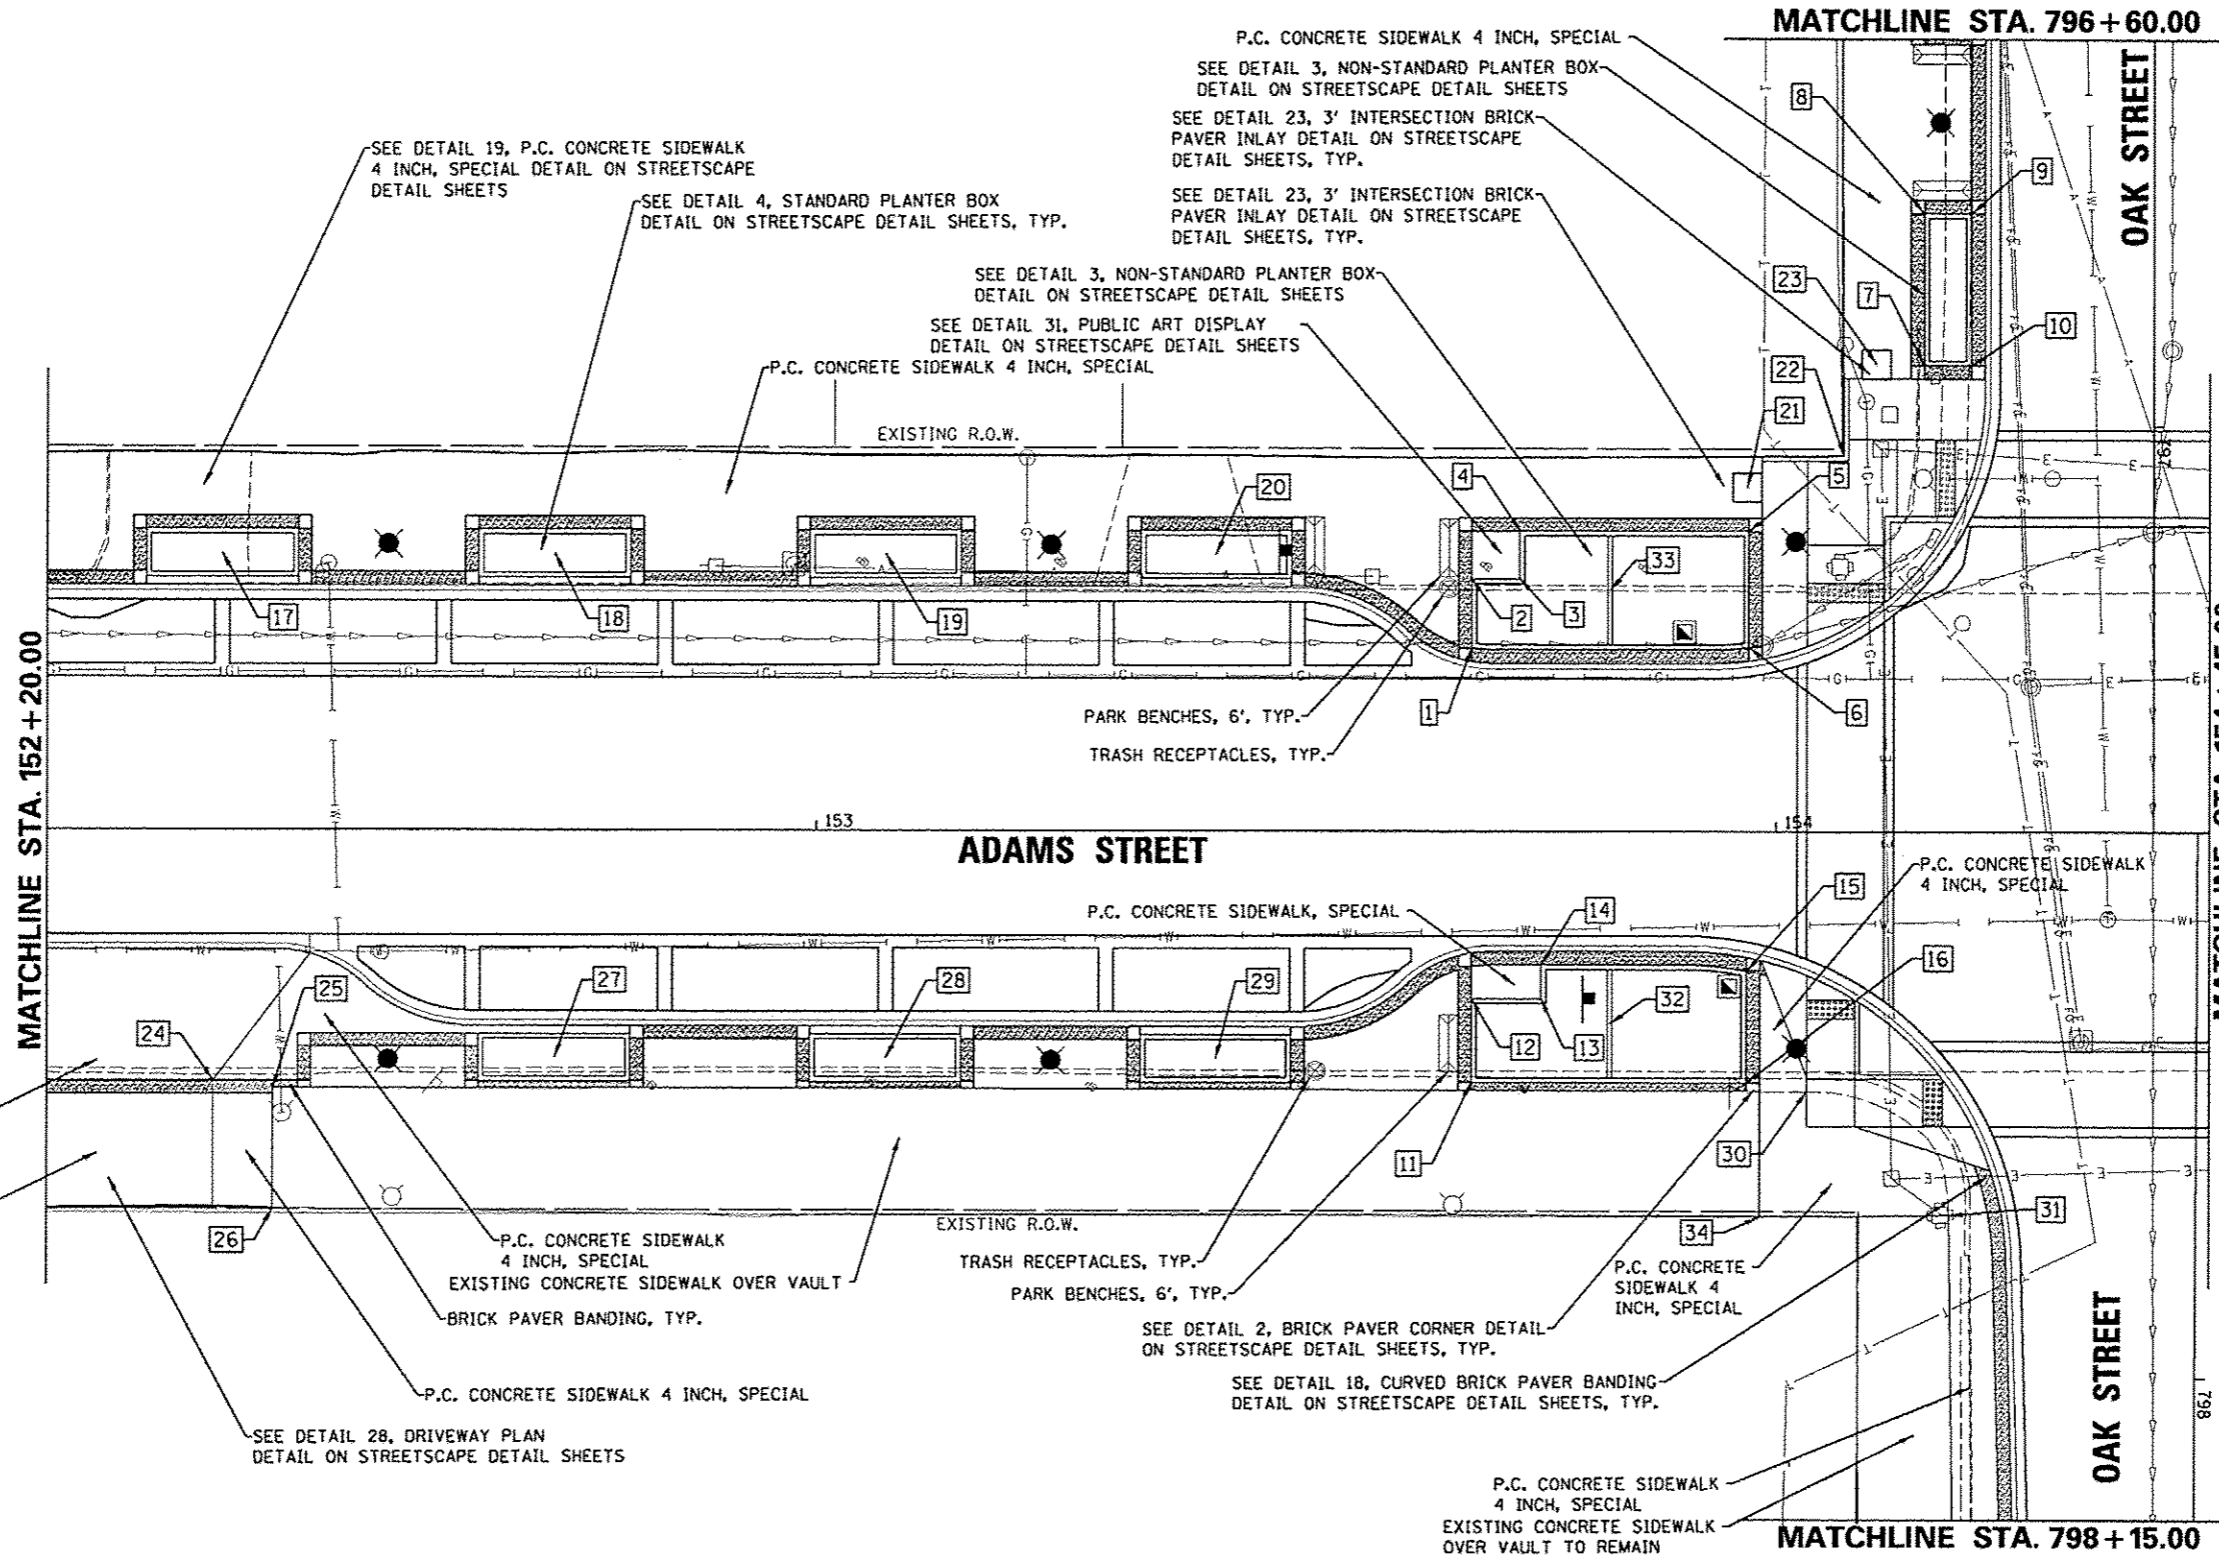 MATCHLINE STA. 796+60.00
P.C. CONCRETE SIDEWALK 4 INCH, SPECIAL
SEE DETAIL 3, NON-STANDARD PLANTER BOX
DETAIL ON STREETSCAPE DETAIL SHEETS
SEE DETAIL 23, 3' INTERSECTION BRICK
PAVER INLAY DETAIL ON STREETSCAPE
DETAIL SHEETS, TYP.
SEE DETAIL 23, 3' INTERSECTION BRICK
PAVER INLAY DETAIL ON STREETSCAPE
DETAIL SHEETS, TYP.
SEE DETAIL 19, P.C. CONCRETE SIDEWALK
4 INCH, SPECIAL DETAIL ON STREETSCAPE
DETAIL SHEETS
SEE DETAIL 4, STANDARD PLANTER BOX
DETAIL ON STREETSCAPE DETAIL SHEETS, TYP.
SEE DETAIL 3, NON-STANDARD PLANTER BOX
DETAIL ON STREETSCAPE DETAIL SHEETS
SEE DETAIL 31, PUBLIC ART DISPLAY
DETAIL ON STREETSCAPE DETAIL SHEETS
P.C. CONCRETE SIDEWALK 4 INCH, SPECIAL
OAK STREET
8
9
23
7
10
22
21
EXISTING R.O.W.
797
20
4
5
17
18
19
2
3
33
1
6
PARK BENCHES, 6', TYP.
TRASH RECEPTACLES, TYP.
MATCHLINE STA. 152+20.00
153
154
ADAMS STREET
P.C. CONCRETE SIDEWALK
4 INCH, SPECIAL
P.C. CONCRETE SIDEWALK, SPECIAL
14
15
16
25
27
28
29
32
24
12
13
11
30
26
34
31
EXISTING R.O.W.
P.C. CONCRETE SIDEWALK
4 INCH, SPECIAL
EXISTING CONCRETE SIDEWALK OVER VAULT
BRICK PAVER BANDING, TYP.
TRASH RECEPTACLES, TYP.
PARK BENCHES, 6', TYP.
P.C. CONCRETE
SIDEWALK 4
INCH, SPECIAL
SEE DETAIL 2, BRICK PAVER CORNER DETAIL
ON STREETSCAPE DETAIL SHEETS, TYP.
SEE DETAIL 18, CURVED BRICK PAVER BANDING
DETAIL ON STREETSCAPE DETAIL SHEETS, TYP.
P.C. CONCRETE SIDEWALK 4 INCH, SPECIAL
SEE DETAIL 28, DRIVEWAY PLAN
DETAIL ON STREETSCAPE DETAIL SHEETS
OAK STREET
798
P.C. CONCRETE SIDEWALK
4 INCH, SPECIAL
EXISTING CONCRETE SIDEWALK
OVER VAULT TO REMAIN
MATCHLINE STA. 798+15.00